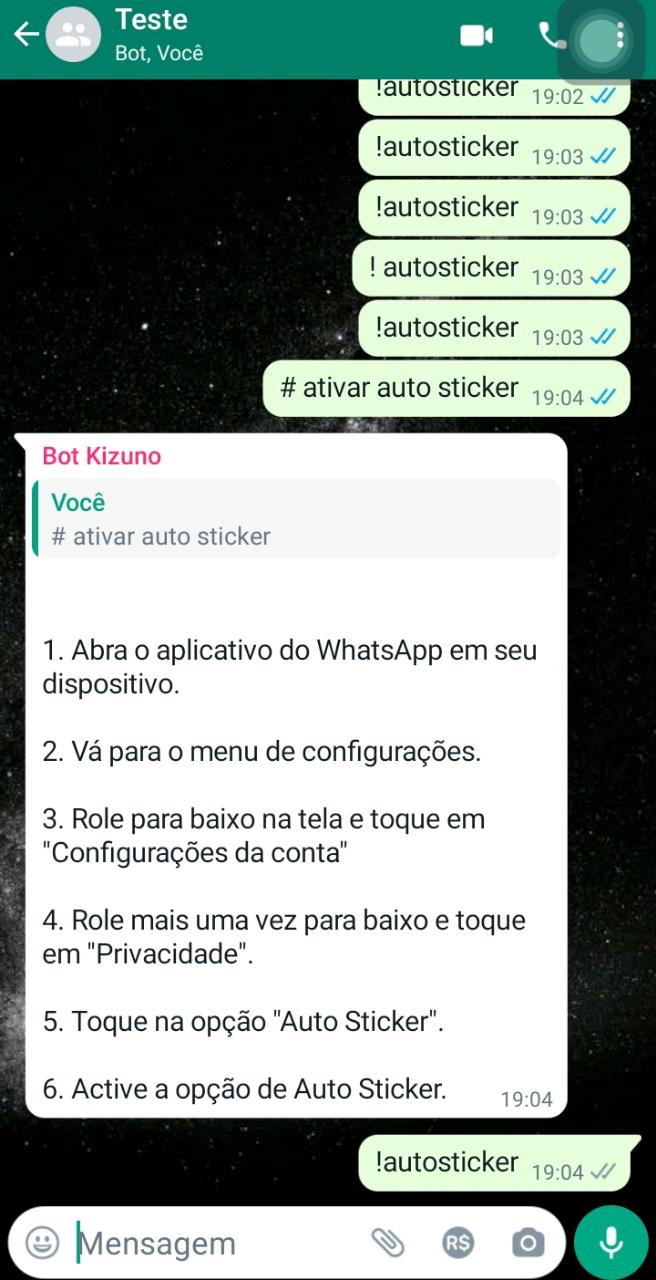 Teste
Bot, Você
!autosticker 19:02
!autosticker 19:03
!autosticker 19:03
! autosticker 19:03
!autosticker 19:03
# ativar auto sticker 19:04
Bot Kizuno
Você
# ativar auto sticker
1. Abra o aplicativo do WhatsApp em seu
dispositivo.
2. Vá para o menu de configurações.
3. Role para baixo na tela e toque em
"Configurações da conta"
4. Role mais uma vez para baixo e toque
em "Privacidade".
5. Toque na opção "Auto Sticker".
6. Active a opção de Auto Sticker. 19:04
!autosticker 19:04
Mensagem
R$